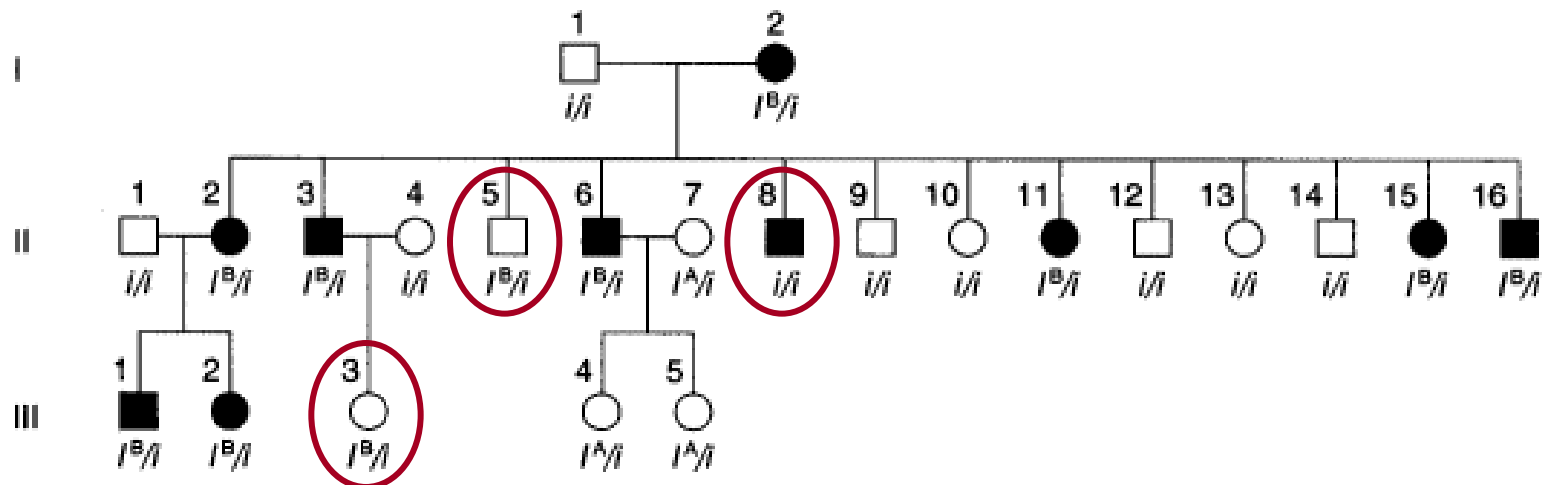 1 2
I
i/i I^B/i
1 2 3 4 5 6 7 8 9 10 11 12 13 14 15 16
II
i/i I^B/i I^B/i i/i I^B/i I^B/i I^A/i i/i i/i i/i I^B/i i/i i/i i/i I^B/i I^B/i
1 2 3 4 5
III
I^B/i I^B/i I^B/i I^A/i I^A/i